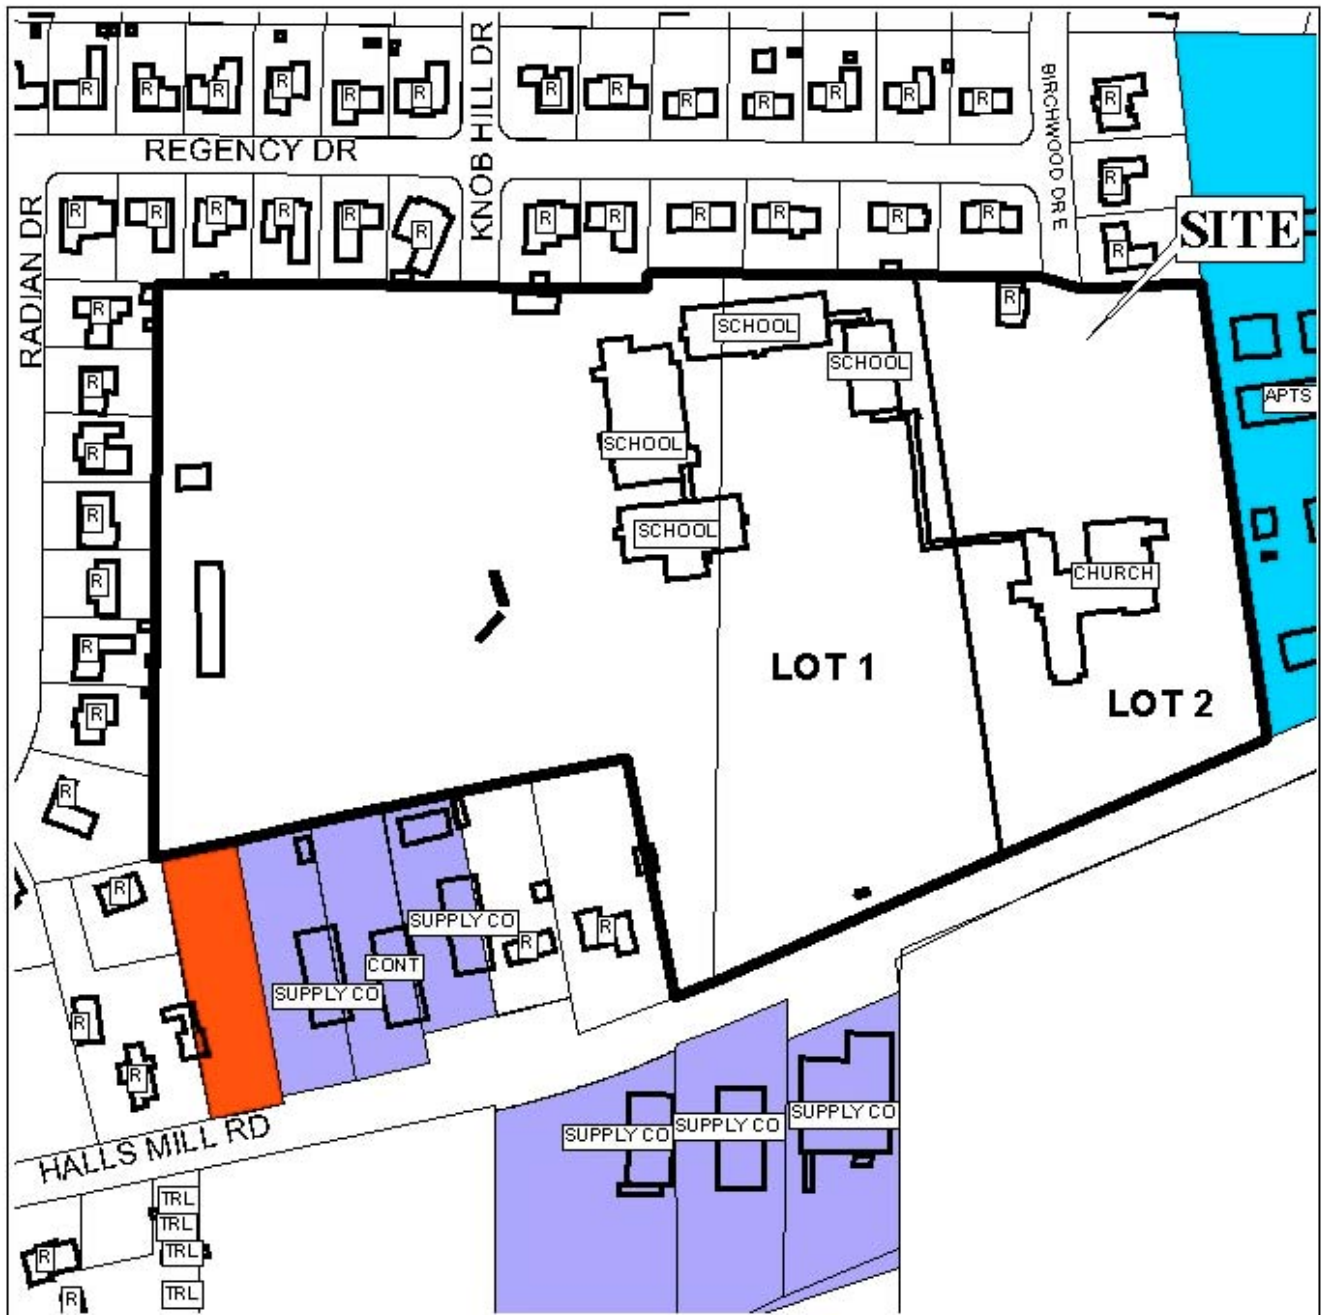 R
R
R
R
R
R
R
R
R
R
R
R
R
R
KNOB HILL DR
BIRCHWOOD DR E
REGENCY DR
R
RADIAN DR
R
R
R
R
R
R
R
R
R
R
R
R
R
SITE
R
R
R
SCHOOL
SCHOOL
R
APTS
SCHOOL
R
R
SCHOOL
R
CHURCH
R
LOT 1
LOT 2
R
R
R
SUPPLY CO
R
R
CONT
SUPPLY CO
R
R
HALLS MILL RD
SUPPLY CO
SUPPLY CO
SUPPLY CO
TRL
TRL
TRL
TRL
R
R